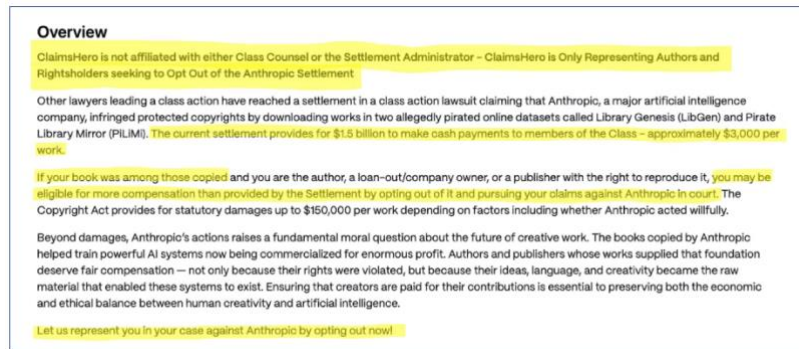 Overview
ClaimsHero is not affiliated with either Class Counsel or the Settlement Administrator – ClaimsHero is Only Representing Authors and
Rightsholders seeking to Opt Out of the Anthropic Settlement
Other lawyers leading a class action have reached a settlement in a class action lawsuit claiming that Anthropic, a major artificial intelligence
company, infringed protected copyrights by downloading works in two allegedly pirated online datasets called Library Genesis (LibGen) and Pirate
Library Mirror (PiLiMi). The current settlement provides for $1.5 billion to make cash payments to members of the Class – approximately $3,000 per
work.
If your book was among those copied and you are the author, a loan-out/company owner, or a publisher with the right to reproduce it, you may be
eligible for more compensation than provided by the Settlement by opting out of it and pursuing your claims against Anthropic in court. The
Copyright Act provides for statutory damages up to $150,000 per work depending on factors including whether Anthropic acted willfully.
Beyond damages, Anthropic's actions raises a fundamental moral question about the future of creative work. The books copied by Anthropic
helped train powerful AI systems now being commercialized for enormous profit. Authors and publishers whose works supplied that foundation
deserve fair compensation — not only because their rights were violated, but because their ideas, language, and creativity became the raw
material that enabled these systems to exist. Ensuring that creators are paid for their contributions is essential to preserving both the economic
and ethical balance between human creativity and artificial intelligence.
Let us represent you in your case against Anthropic by opting out now!